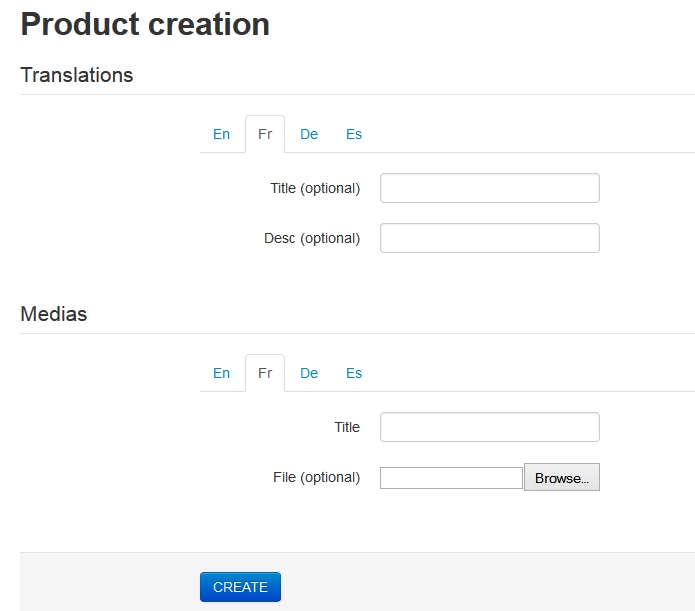 Product creation
Translations
En Fr De Es
Title (optional)
Desc (optional)
Medias
En Fr De Es
Title
File (optional) Browse...
CREATE